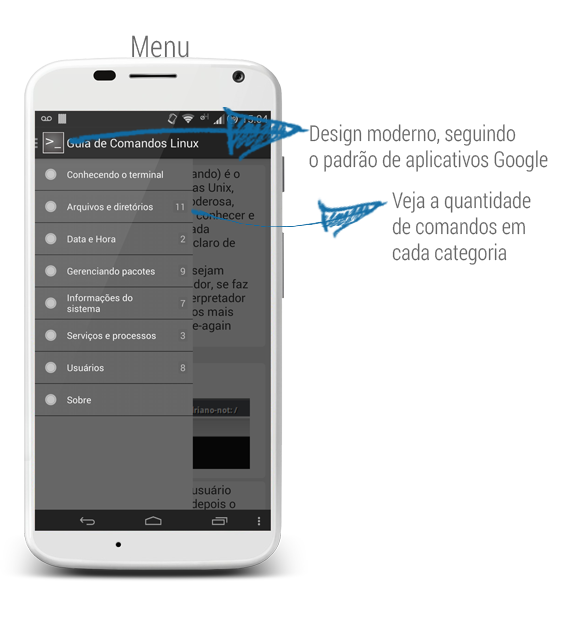 Menu
15:04
>_ Guia de Comandos Linux
Design moderno, seguindo
o padrão de aplicativos Google
Conhecendo o terminal
Arquivos e diretórios 11
Veja a quantidade
de comandos em
cada categoria
Data e Hora 2
Gerenciando pacotes 9
Informações do
sistema 7
Serviços e processos 3
Usuários 8
Sobre
ando) é o
as Unix,
derosa,
conhecer e
ada
claro de
sejam
dor, se faz
erpretador
os mais
e-again
riano-not:/
usuário
depois o